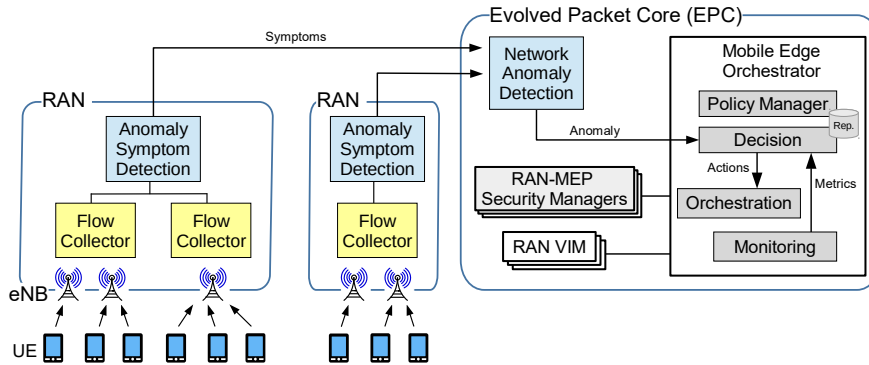 Evolved Packet Core (EPC)
Symptoms
Network
Anomaly
Detection
Mobile Edge
Orchestrator
Policy Manager
Rep.
Decision
Anomaly
Actions
Metrics
Orchestration
Monitoring
RAN-MEP
Security Managers
RAN VIM
RAN
Anomaly
Symptom
Detection
Flow
Collector
Flow
Collector
RAN
Anomaly
Symptom
Detection
Flow
Collector
eNB
UE